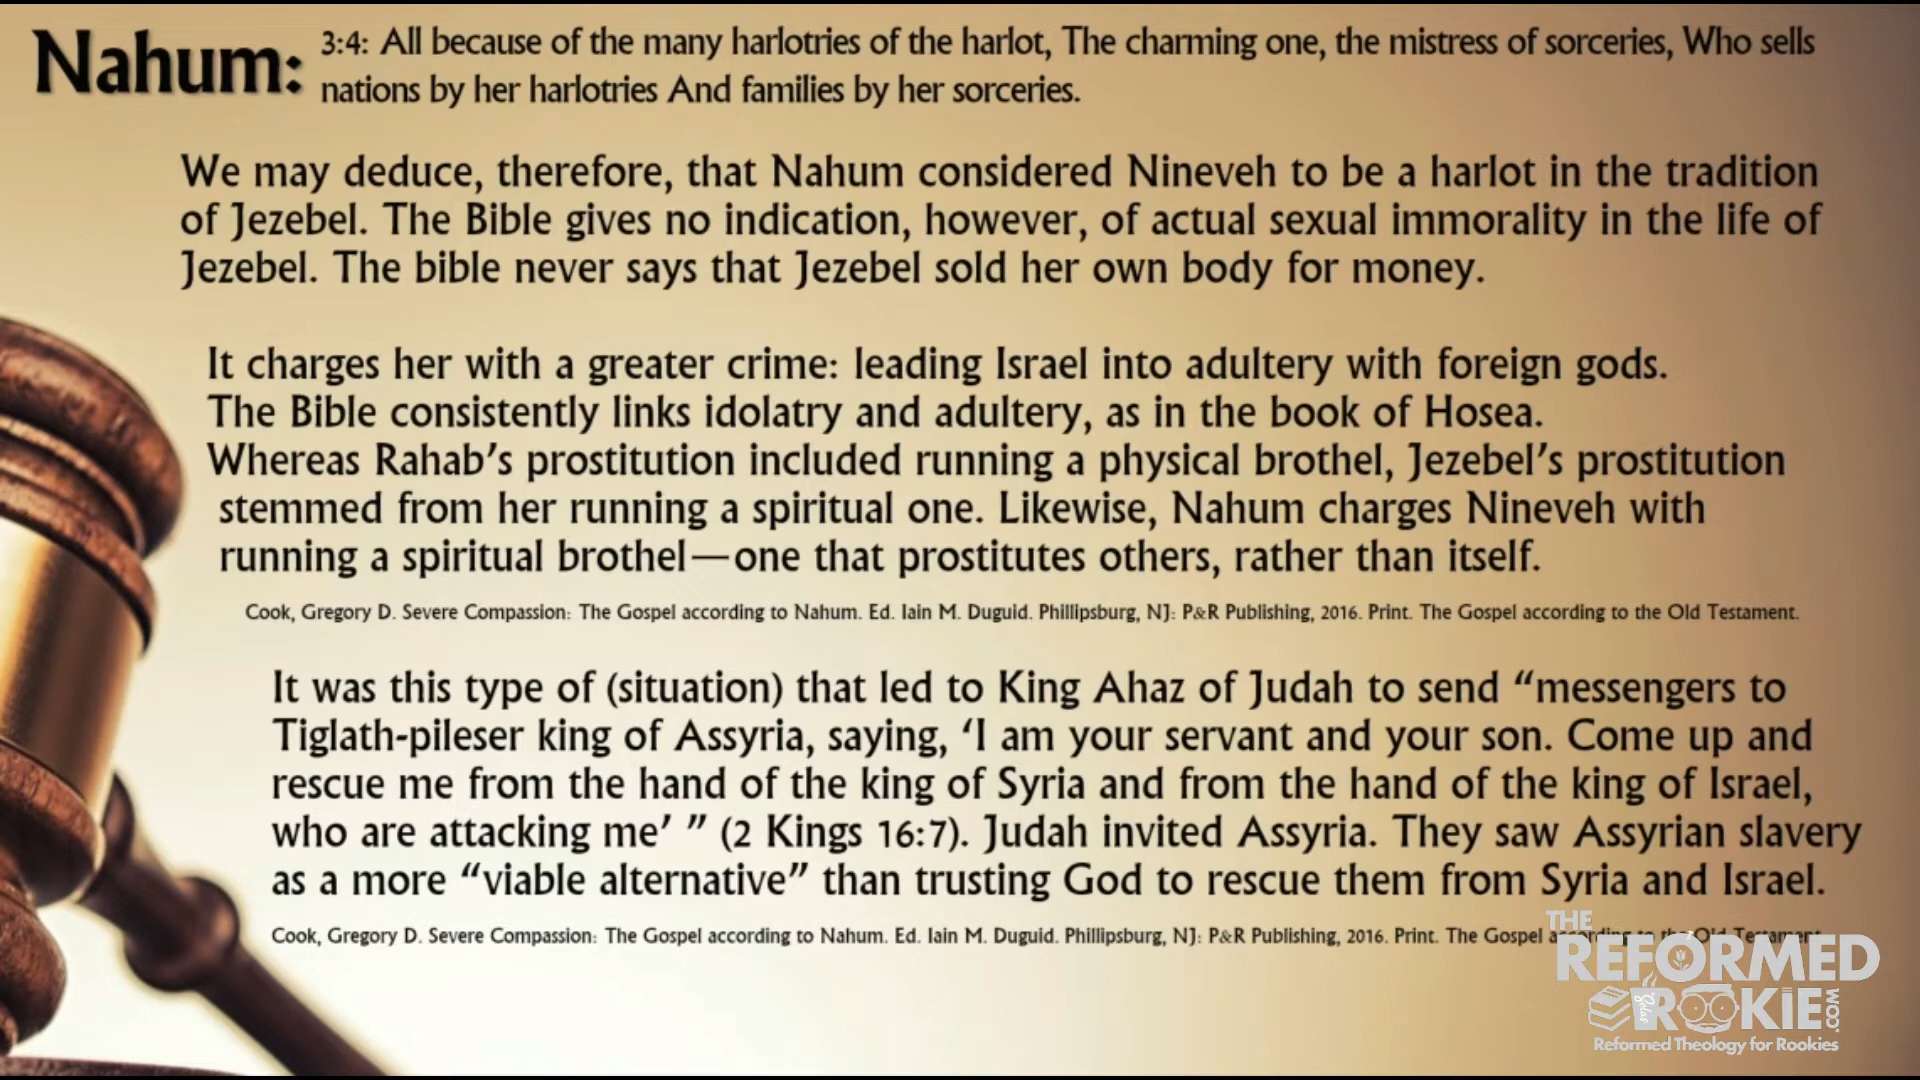 Nahum:
3:4: All because of the many harlotries of the harlot, The charming one, the mistress of sorceries, Who sells
nations by her harlotries And families by her sorceries.
We may deduce, therefore, that Nahum considered Nineveh to be a harlot in the tradition
of Jezebel. The Bible gives no indication, however, of actual sexual immorality in the life of
Jezebel. The bible never says that Jezebel sold her own body for money.
It charges her with a greater crime: leading Israel into adultery with foreign gods.
The Bible consistently links idolatry and adultery, as in the book of Hosea.
Whereas Rahab's prostitution included running a physical brothel, Jezebel's prostitution
stemmed from her running a spiritual one. Likewise, Nahum charges Nineveh with
running a spiritual brothel—one that prostitutes others, rather than itself.
Cook, Gregory D. Severe Compassion: The Gospel according to Nahum. Ed. Iain M. Duguid. Phillipsburg, NJ: P&R Publishing, 2016. Print. The Gospel according to the Old Testament.
It was this type of (situation) that led to King Ahaz of Judah to send “messengers to
Tiglath-pileser king of Assyria, saying, ‘I am your servant and your son. Come up and
rescue me from the hand of the king of Syria and from the hand of the king of Israel,
who are attacking me’ ” (2 Kings 16:7). Judah invited Assyria. They saw Assyrian slavery
as a more “viable alternative” than trusting God to rescue them from Syria and Israel.
Cook, Gregory D. Severe Compassion: The Gospel according to Nahum. Ed. Iain M. Duguid. Phillipsburg, NJ: P&R Publishing, 2016. Print. The Gospel according to the Old Testament.
THE
REFORMED
ROOKIE.COM
Reformed Theology for Rookies